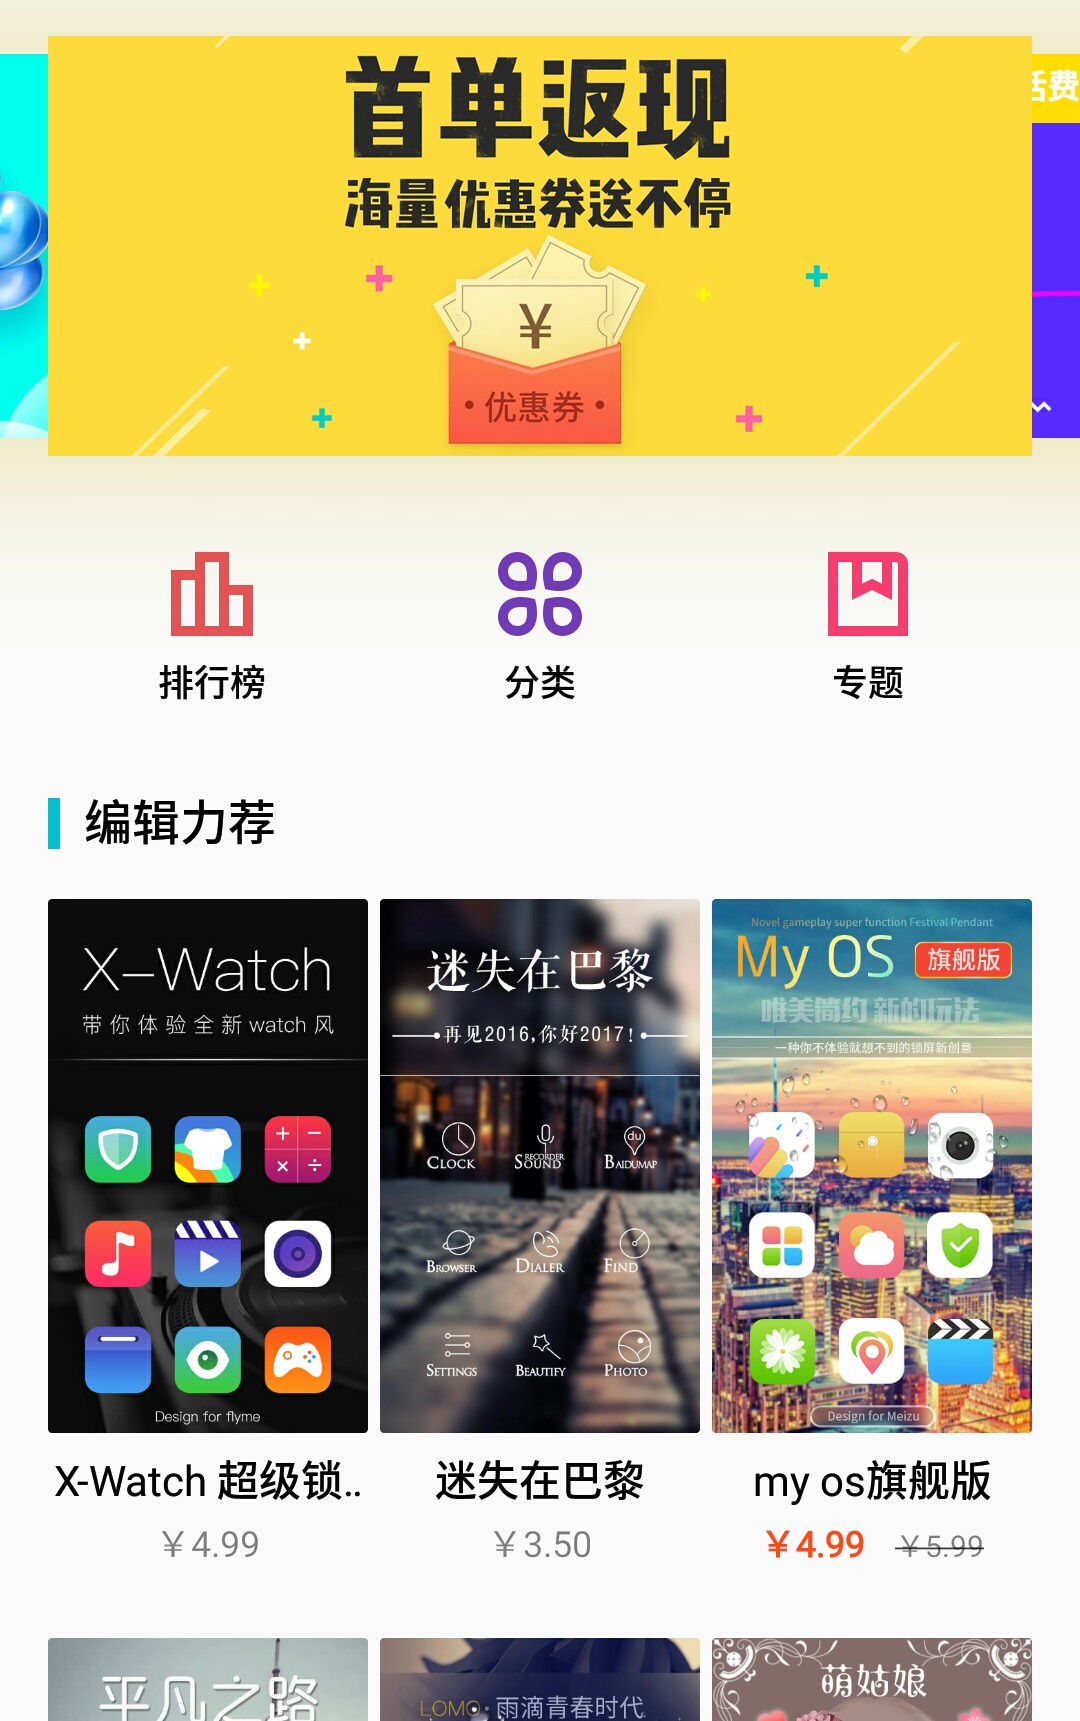 首单返现
海量优惠券送不停
话费
¥
·优惠券·
排行榜
分类
专题
编辑力荐
X-Watch
带你体验全新watch风
Design for flyme
迷失在巴黎
再见2016,你好2017!
CLOCK
SOUND RECORDER
du
BAIDUMAP
BROWSER
DIALER
FIND
SETTINGS
BEAUTIFY
PHOTO
Novel gameplay super function Festival Pendant
My OS 旗舰版
唯美简约 新的玩法
一种你不体验就想不到的锁屏新创意
Design for Meizu
X-Watch 超级锁..
迷失在巴黎
my os旗舰版
￥4.99
￥3.50
￥4.99 ￥5.99
平凡之路
LOMO·雨滴青春时代
萌姑娘